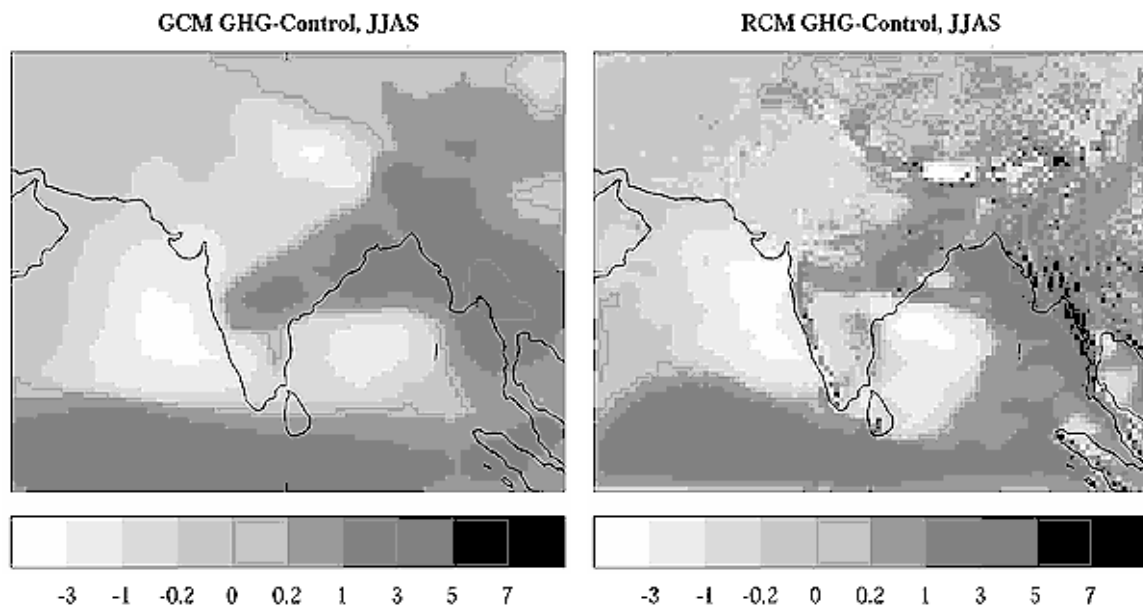 GCM GHG-Control, JJAS
RCM GHG-Control, JJAS
-3 -1 -0.2 0 0.2 1 3 5 7
-3 -1 -0.2 0 0.2 1 3 5 7